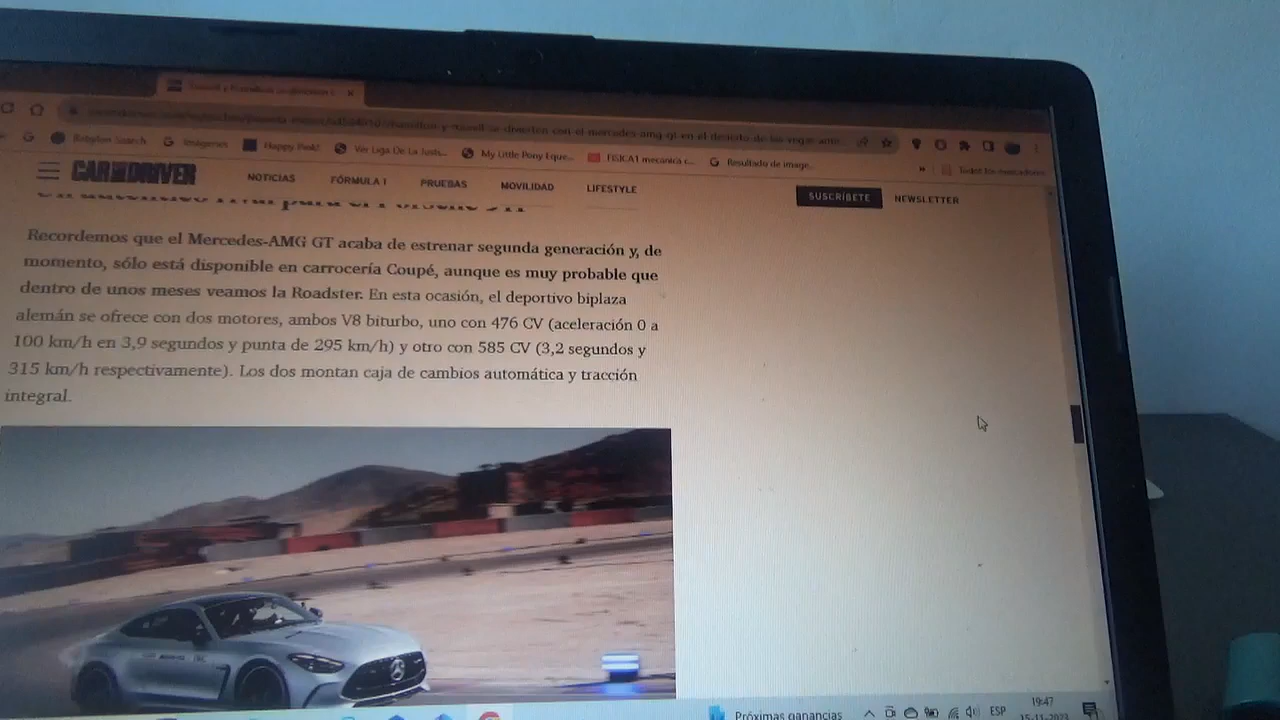 Babylon Search Imágenes Happy Peek! Ver Liga De La Justi... My Little Pony Eque... FISICA1 mecánica c... Resultado de image... »
CAR AND DRIVER NOTICIAS FÓRMULA 1 PRUEBAS MOVILIDAD LIFESTYLE SUSCRÍBETE NEWSLETTER
Recordemos que el Mercedes-AMG GT acaba de estrenar segunda generación y, de
momento, sólo está disponible en carrocería Coupé, aunque es muy probable que
dentro de unos meses veamos la Roadster. En esta ocasión, el deportivo biplaza
alemán se ofrece con dos motores, ambos V8 biturbo, uno con 476 CV (aceleración 0 a
100 km/h en 3,9 segundos y punta de 295 km/h) y otro con 585 CV (3,2 segundos y
315 km/h respectivamente). Los dos montan caja de cambios automática y tracción
integral.
Próximas ganancias ESP 19:47
15-11-2023